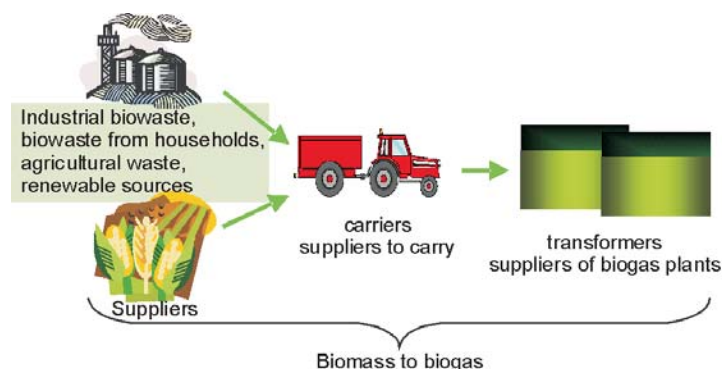 Industrial biowaste,
biowaste from households,
agricultural waste,
renewable sources
Suppliers
carriers
suppliers to carry
transformers
suppliers of biogas plants
Biomass to biogas